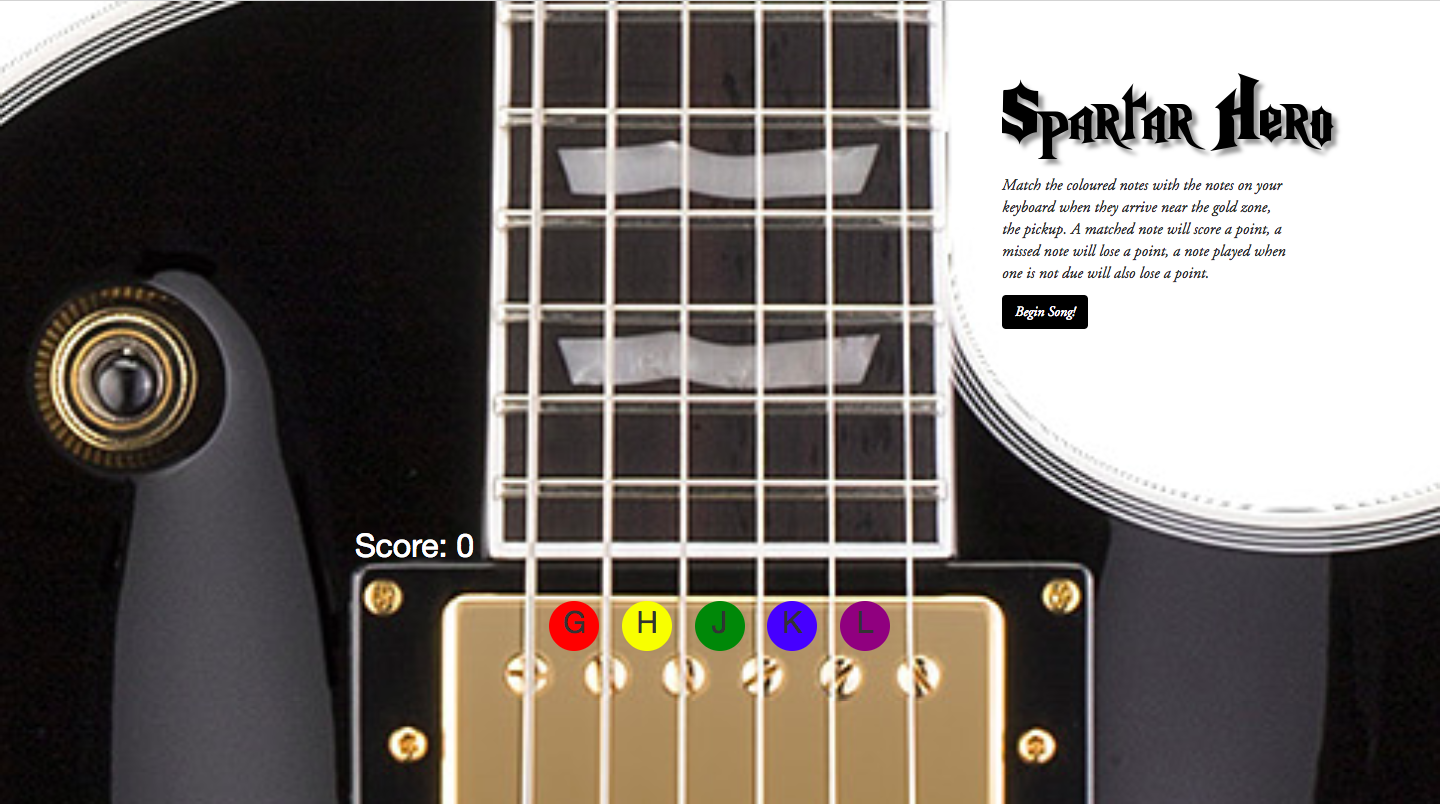 Spartar Hero
Match the coloured notes with the notes on your
keyboard when they arrive near the gold zone,
the pickup. A matched note will score a point, a
missed note will lose a point, a note played when
one is not due will also lose a point.
Begin Song!
Score: 0
G H J K L